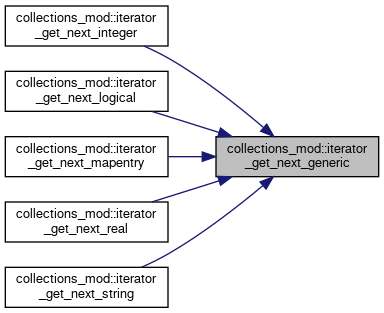 collections_mod::iterator
_get_next_integer
collections_mod::iterator
_get_next_logical
collections_mod::iterator
_get_next_mapentry
collections_mod::iterator
_get_next_generic
collections_mod::iterator
_get_next_real
collections_mod::iterator
_get_next_string